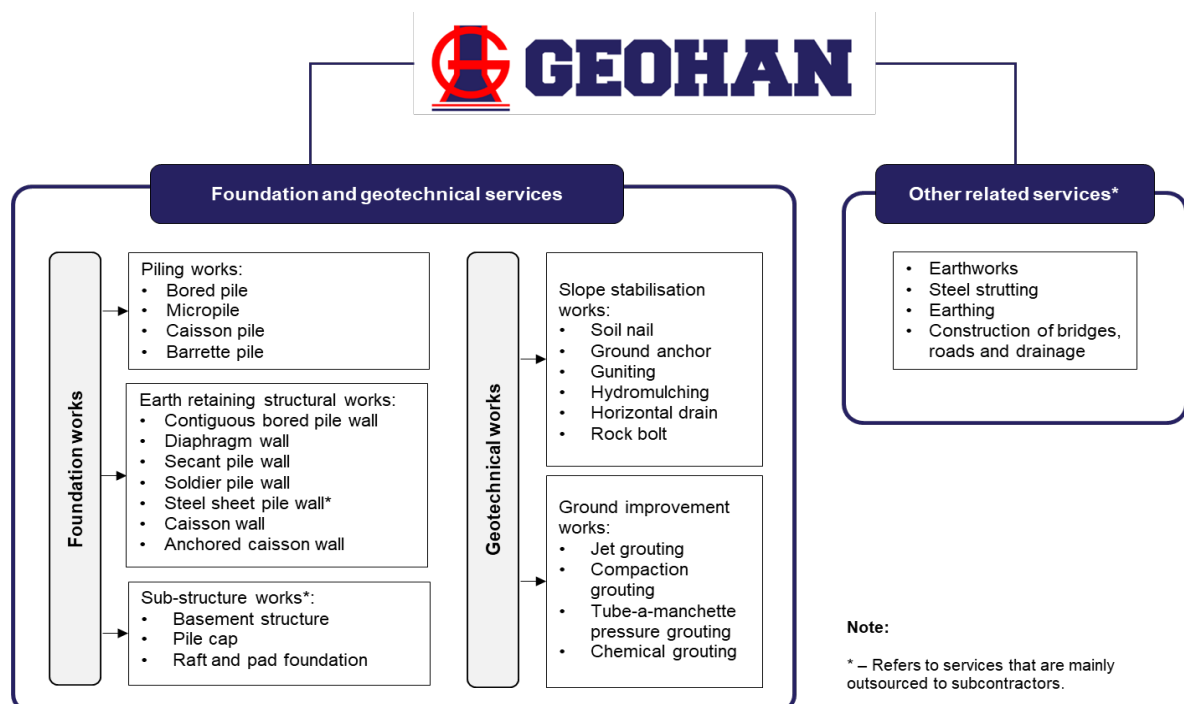 GEOHAN
Foundation and geotechnical services
Foundation works
Piling works:
• Bored pile
• Micropile
• Caisson pile
• Barrette pile
Earth retaining structural works:
• Contiguous bored pile wall
• Diaphragm wall
• Secant pile wall
• Soldier pile wall
• Steel sheet pile wall*
• Caisson wall
• Anchored caisson wall
Sub-structure works*:
• Basement structure
• Pile cap
• Raft and pad foundation
Geotechnical works
Slope stabilisation
works:
• Soil nail
• Ground anchor
• Guniting
• Hydromulching
• Horizontal drain
• Rock bolt
Ground improvement
works:
• Jet grouting
• Compaction
grouting
• Tube-a-manchette
pressure grouting
• Chemical grouting
Other related services*
• Earthworks
• Steel strutting
• Earthing
• Construction of bridges,
roads and drainage
Note:
* – Refers to services that are mainly
outsourced to subcontractors.